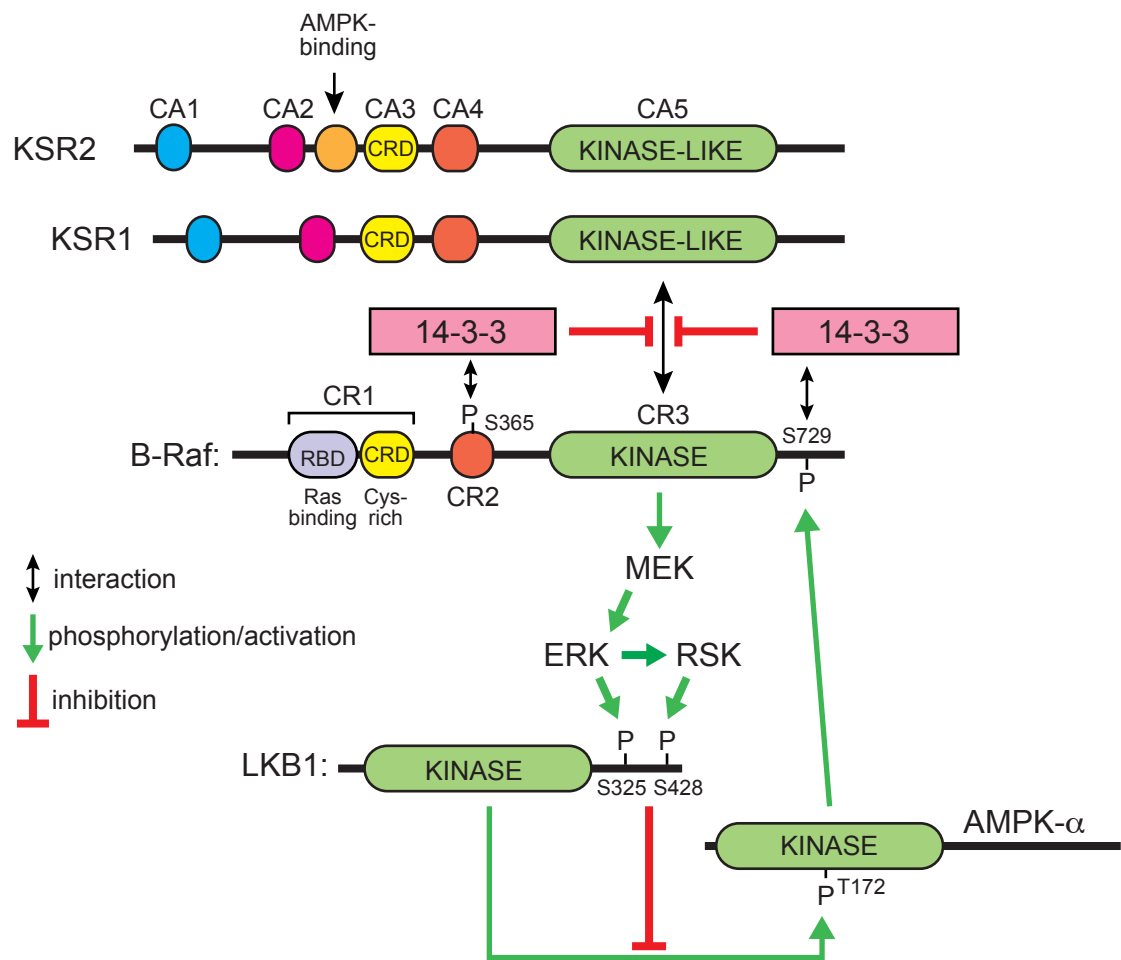 AMPK-
binding
CA1
CA2
CA3
CA4
CA5
KSR2
CRD
KINASE-LIKE
KSR1
CRD
KINASE-LIKE
14-3-3
14-3-3
CR1
P
S365
CR3
S729
B-Raf:
RBD
CRD
KINASE
P
Ras
binding
Cys-
rich
CR2
MEK
interaction
phosphorylation/activation
inhibition
ERK
RSK
P
P
LKB1:
KINASE
S325
S428
KINASE
AMPK-α
P
T172